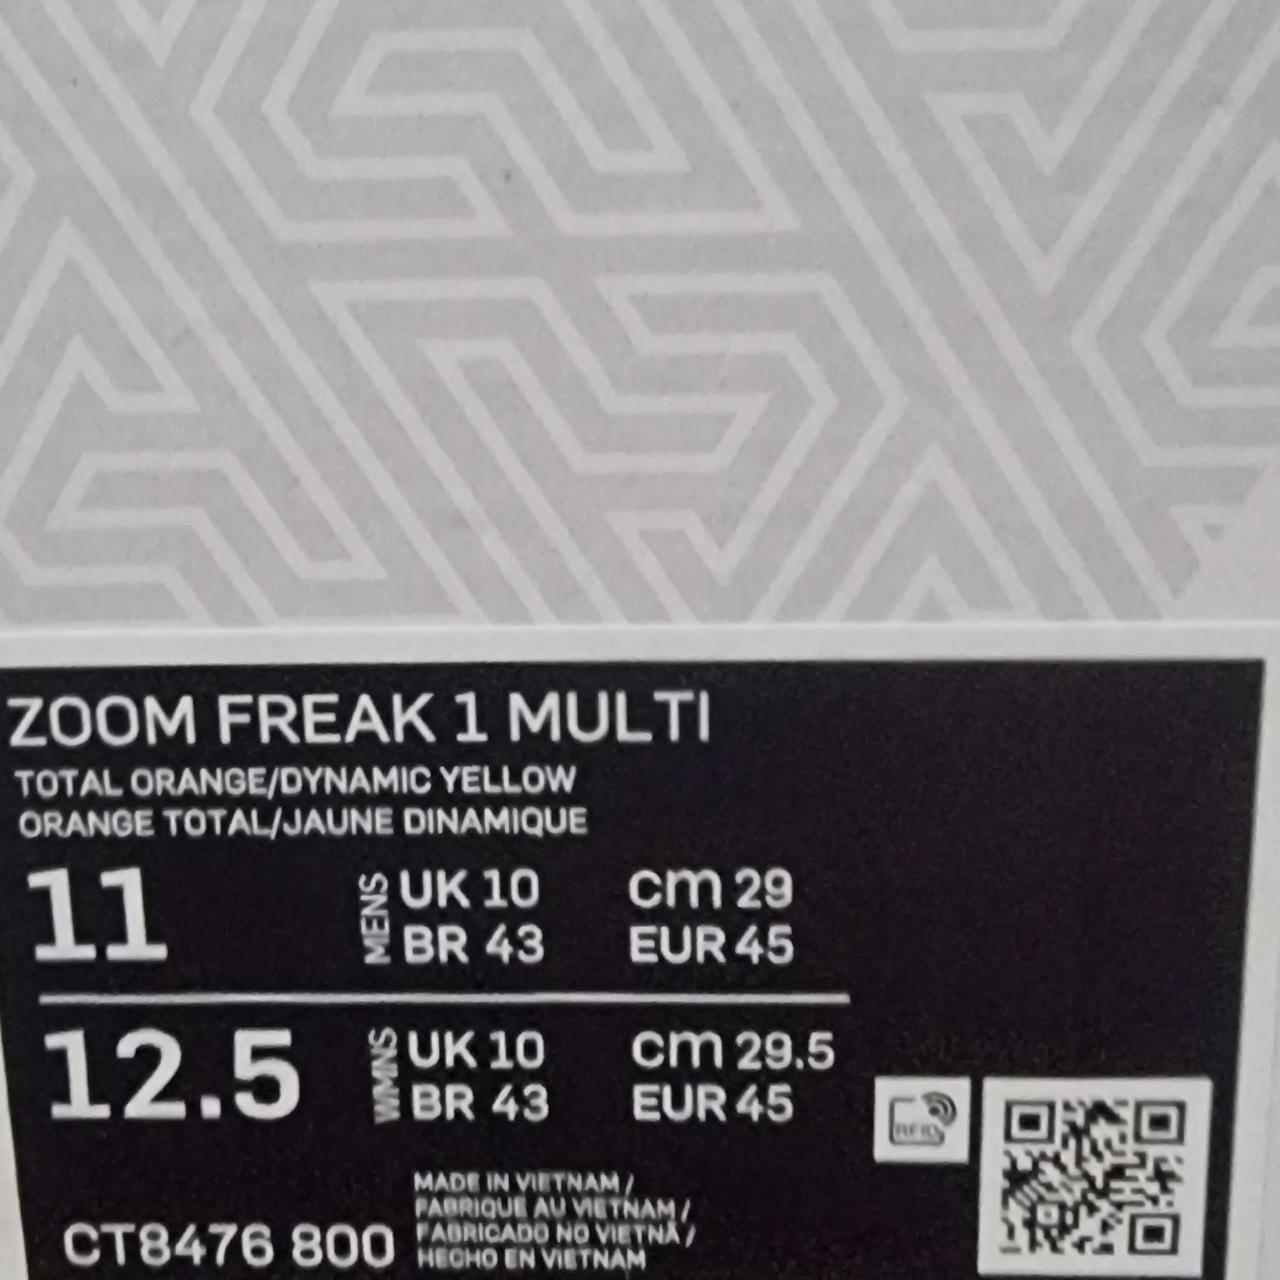 ZOOM FREAK 1 MULTI
TOTAL ORANGE/DYNAMIC YELLOW
ORANGE TOTAL/JAUNE DINAMIQUE
11 MENS UK 10 cm 29
BR 43 EUR 45
12.5 WMNS UK 10 cm 29.5
BR 43 EUR 45
RFID
MADE IN VIETNAM /
FABRIQUE AU VIETNAM /
FABRICADO NO VIETNÃ /
HECHO EN VIETNAM
CT8476 800